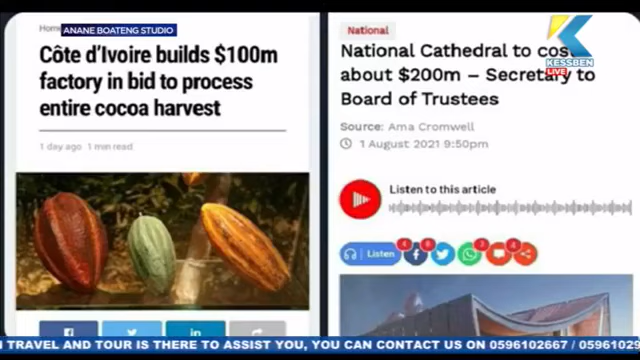 Home
ANANE BOATENG STUDIO
Côte d'Ivoire builds $100m
factory in bid to process
entire cocoa harvest
1 day ago 1 min read
in
National
National Cathedral to cost
about $200m – Secretary to
Board of Trustees
Source: Ama Cromwell
1 August 2021 9:50pm
Listen to this article
Listen
KESSBEN
LIVE
TRAVEL AND TOUR IS THERE TO ASSIST YOU, YOU CAN CONTACT US ON 0596102667 /